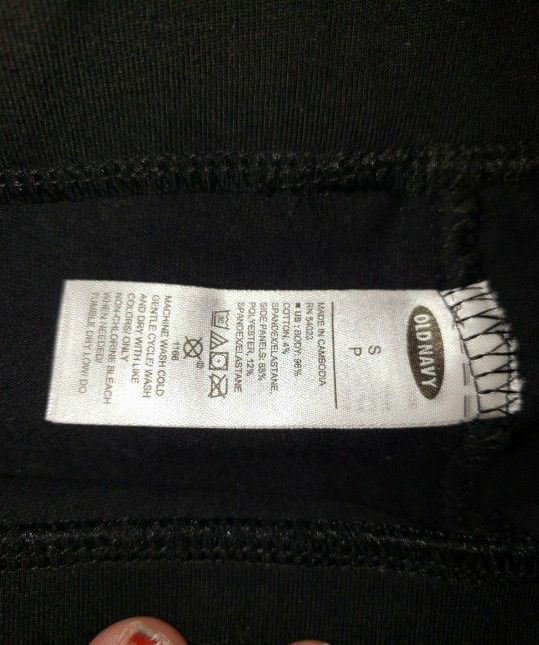 OLD NAVY
S
P
MADE IN CAMBODIA
RN 54023
US : BODY: 96%
COTTON, 4%
SPANDEX/ELASTANE,
SIDE PANELS: 88%
POLYESTER, 12%
SPANDEX/ELASTANE
1166
MACHINE WASH COLD
GENTLE CYCLE/ WASH
AND DRY WITH LIKE
COLORS/ ONLY
NON-CHLORINE BLEACH
WHEN NEEDED/
TUMBLE DRY LOW/ DO